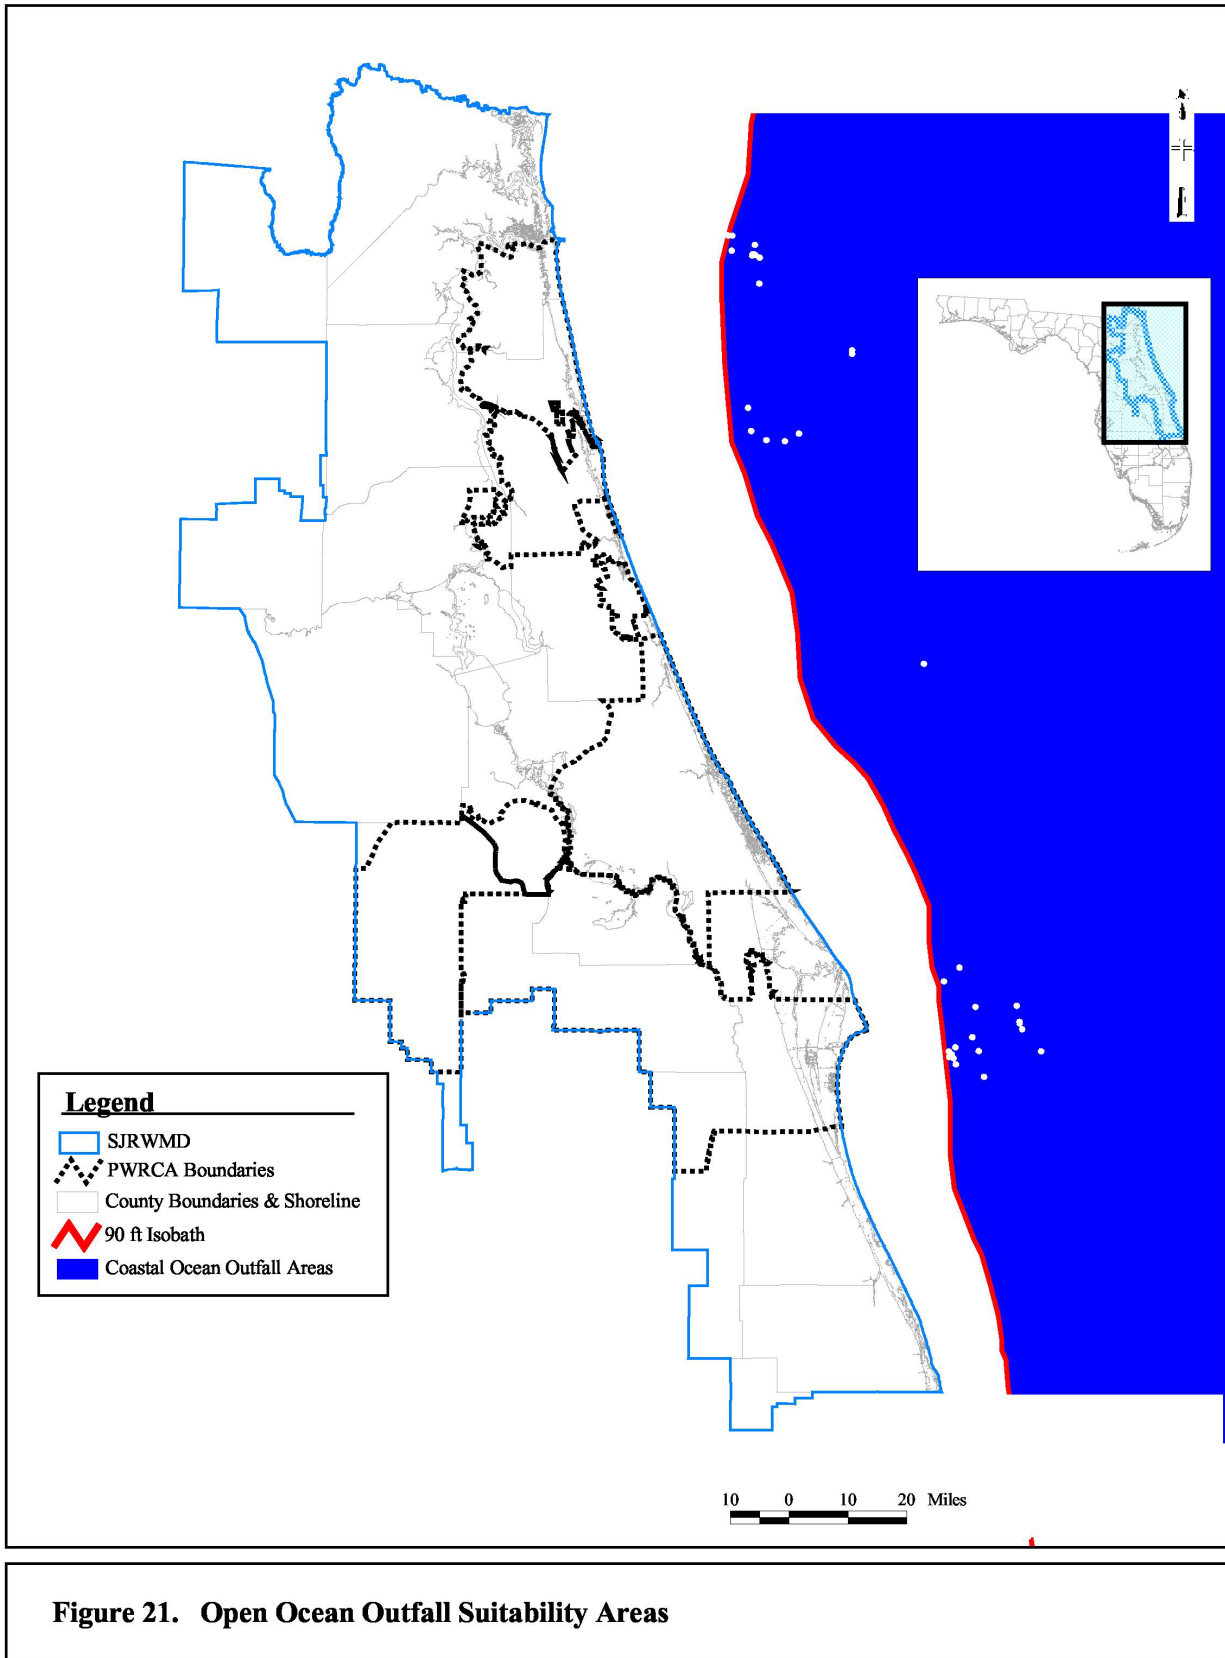 Legend
SJRWMD
PWRCA Boundaries
County Boundaries & Shoreline
90 ft Isobath
Coastal Ocean Outfall Areas
10 0 10 20 Miles
Figure 21. Open Ocean Outfall Suitability Areas